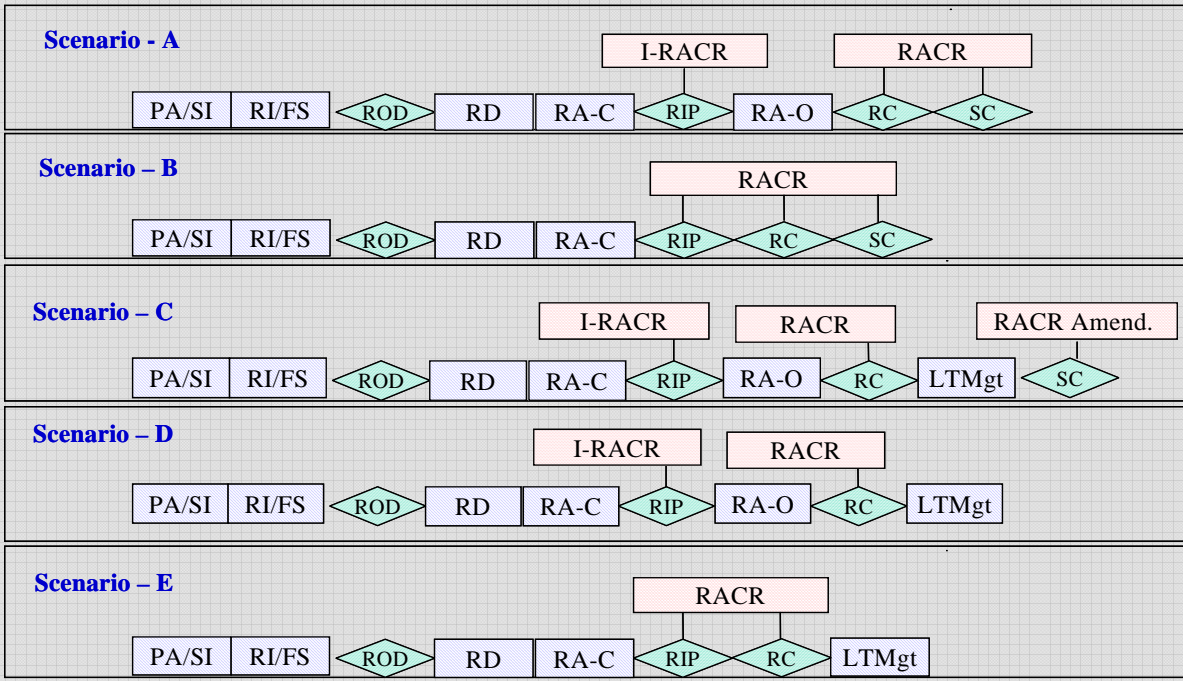 Scenario - A
I-RACR RACR
PA/SI RI/FS ROD RD RA-C RIP RA-O RC SC
Scenario – B
RACR
PA/SI RI/FS ROD RD RA-C RIP RC SC
Scenario – C
I-RACR RACR RACR Amend.
PA/SI RI/FS ROD RD RA-C RIP RA-O RC LTMgt SC
Scenario – D
I-RACR RACR
PA/SI RI/FS ROD RD RA-C RIP RA-O RC LTMgt
Scenario – E
RACR
PA/SI RI/FS ROD RD RA-C RIP RC LTMgt